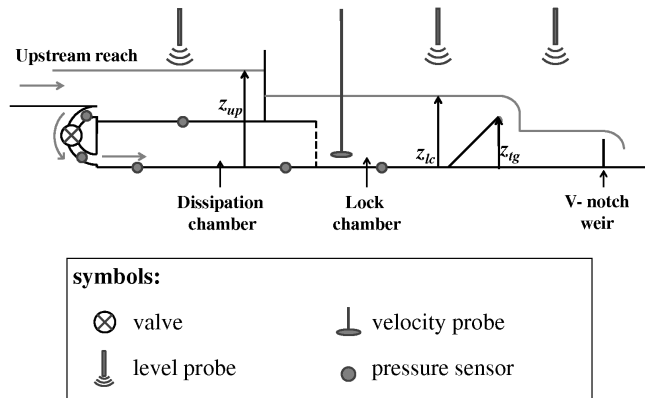 Upstream reach
z_up
z_lc
z_tg
Dissipation
chamber
Lock
chamber
V- notch
weir
symbols:
valve
velocity probe
level probe
pressure sensor